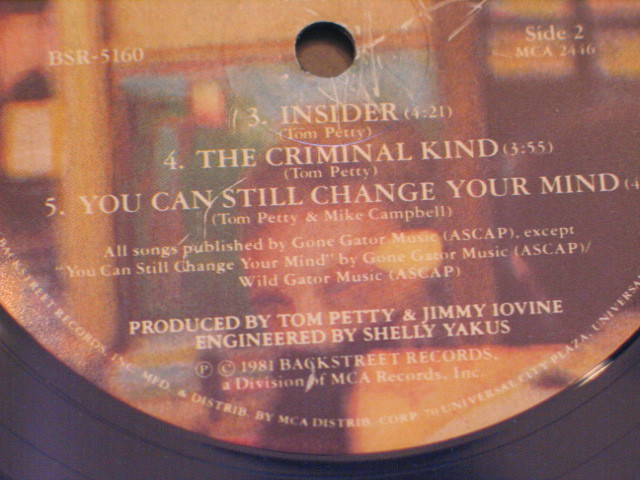 BSR-5160
Side 2
MCA 2446
3. INSIDER (4:21)
(Tom Petty)
4. THE CRIMINAL KIND (3:55)
(Tom Petty)
5. YOU CAN STILL CHANGE YOUR MIND (4
(Tom Petty & Mike Campbell)
All songs published by Gone Gator Music (ASCAP), except
"You Can Still Change Your Mind" by Gone Gator Music (ASCAP)/
Wild Gator Music (ASCAP)
PRODUCED BY TOM PETTY & JIMMY IOVINE
ENGINEERED BY SHELLY YAKUS
Ⓟ © 1981 BACKSTREET RECORDS,
a Division of MCA Records, Inc.
BACKSTREET RECORDS, INC. MFD. & DISTRIB. BY MCA DISTRIB. CORP. 70 UNIVERSAL CITY PLAZA, UNIVERSAL